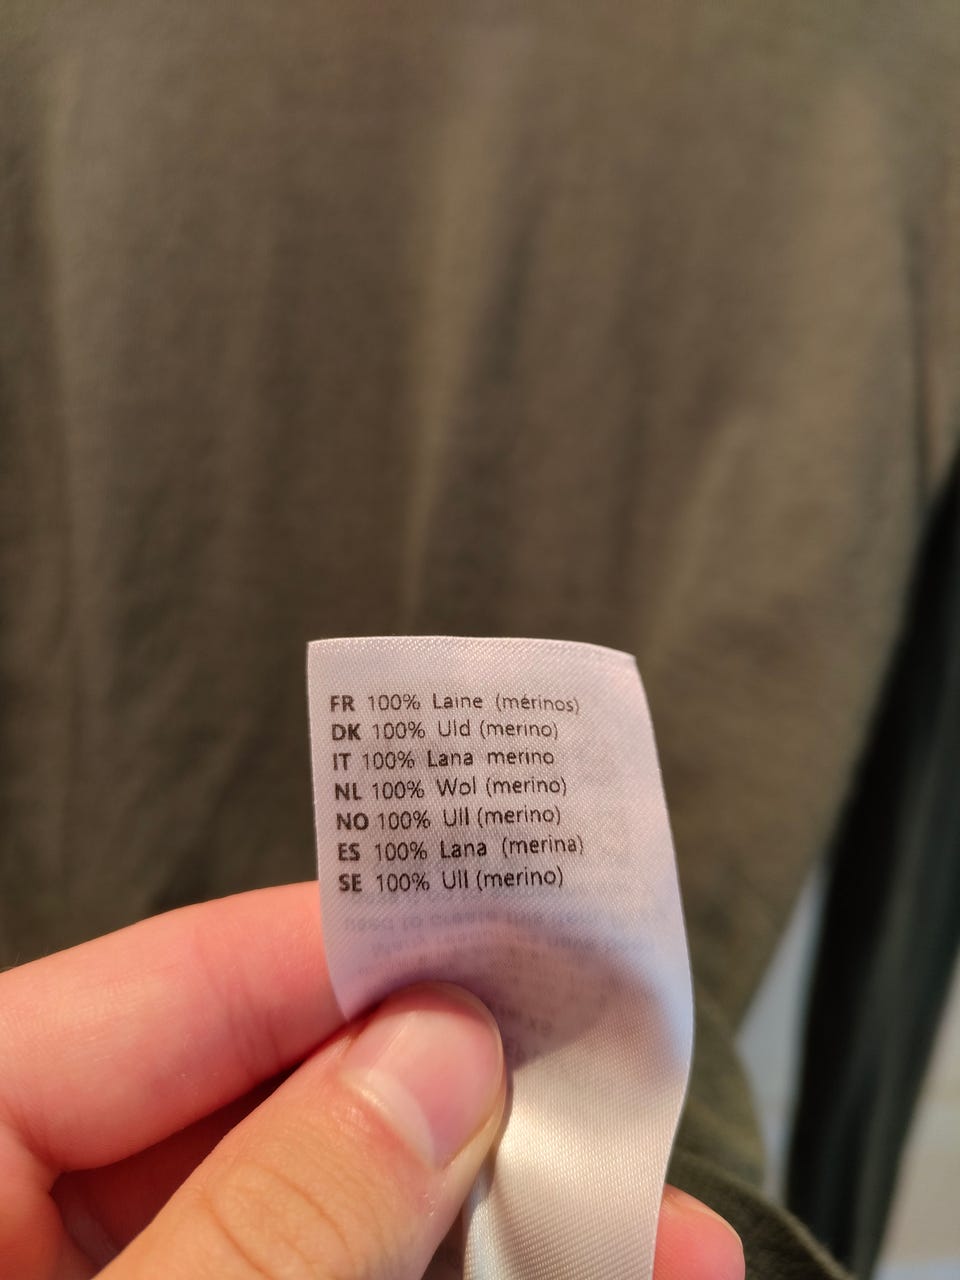 FR 100% Laine (mérinos)
DK 100% Uld (merino)
IT 100% Lana merino
NL 100% Wol (merino)
NO 100% Ull (merino)
ES 100% Lana (merina)
SE 100% Ull (merino)